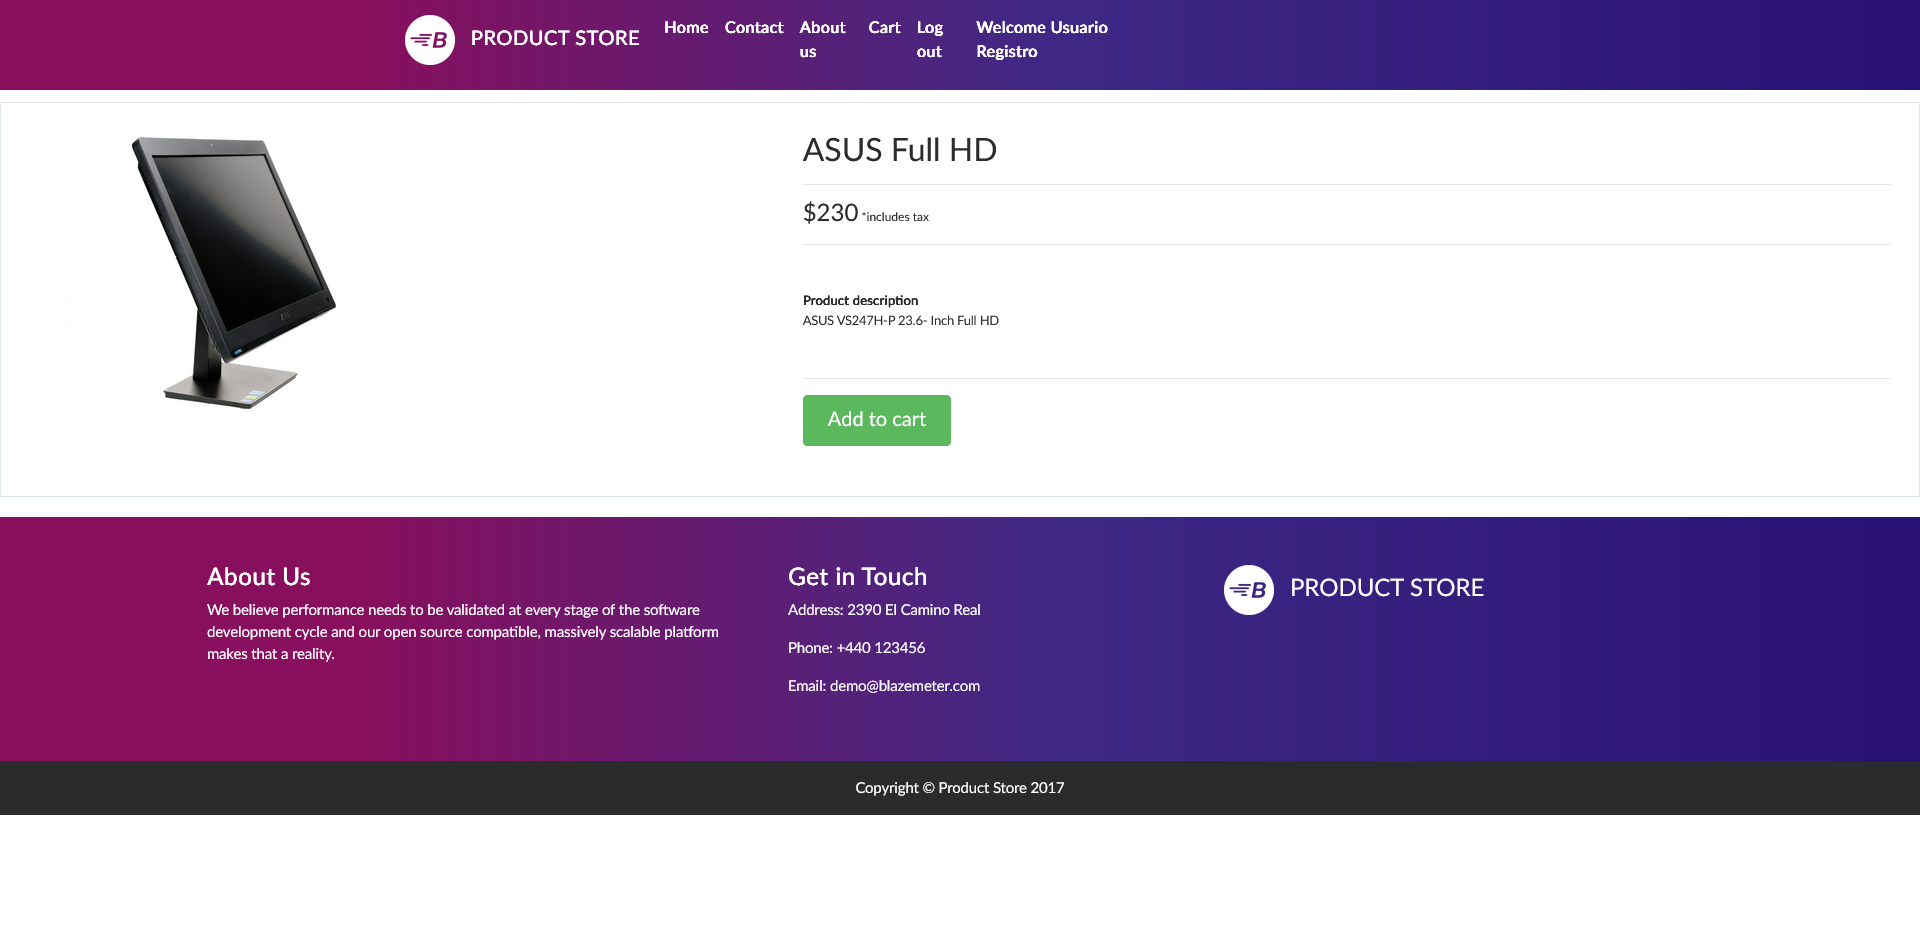 B PRODUCT STORE Home Contact About us Cart Log out Welcome Usuario Registro
ASUS Full HD
$230 *includes tax
Product description
ASUS VS247H-P 23.6- Inch Full HD
Add to cart
About Us
We believe performance needs to be validated at every stage of the software
development cycle and our open source compatible, massively scalable platform
makes that a reality.
Get in Touch
Address: 2390 El Camino Real
Phone: +440 123456
Email: demo@blazemeter.com
B PRODUCT STORE
Copyright © Product Store 2017